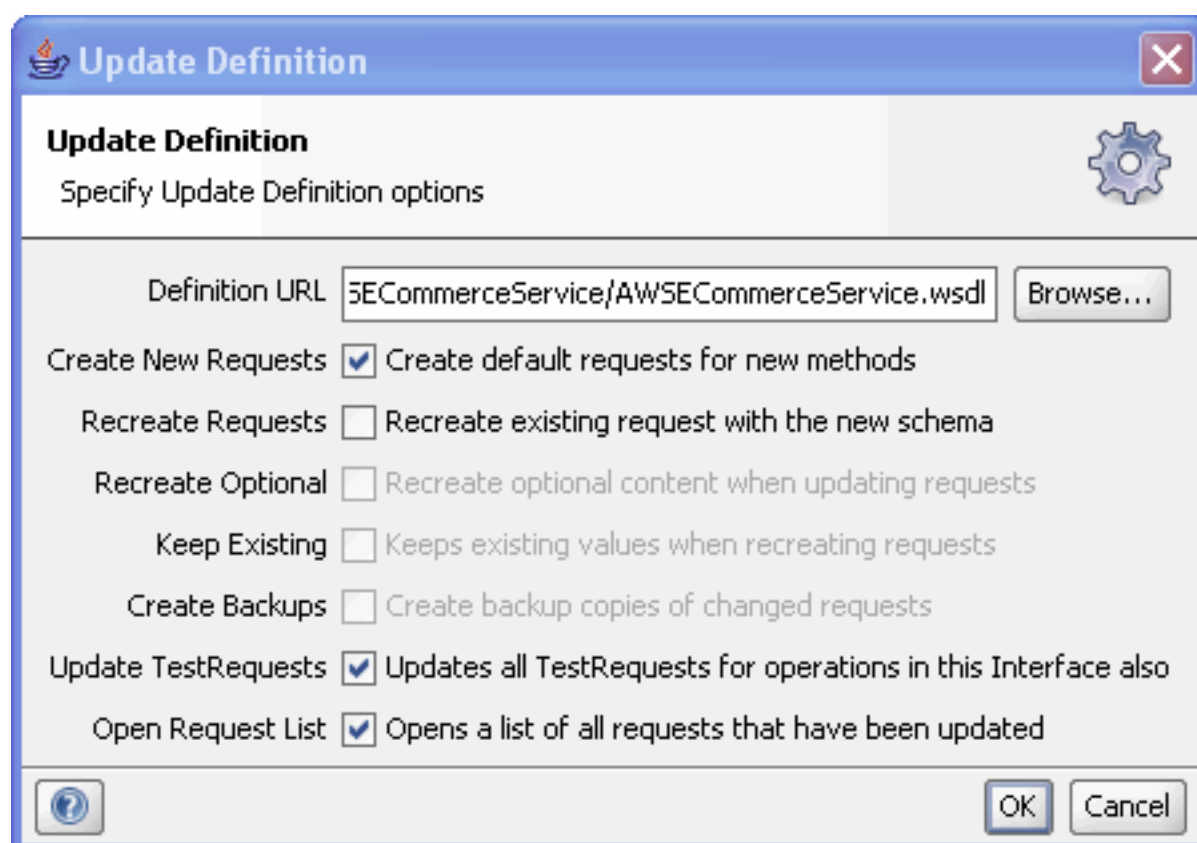 Update Definition
Update Definition
Specify Update Definition options
Definition URL SECommerceService/AWSECommerceService.wsdl Browse...
Create New Requests Create default requests for new methods
Recreate Requests Recreate existing request with the new schema
Recreate Optional Recreate optional content when updating requests
Keep Existing Keeps existing values when recreating requests
Create Backups Create backup copies of changed requests
Update TestRequests Updates all TestRequests for operations in this Interface also
Open Request List Opens a list of all requests that have been updated
? OK Cancel